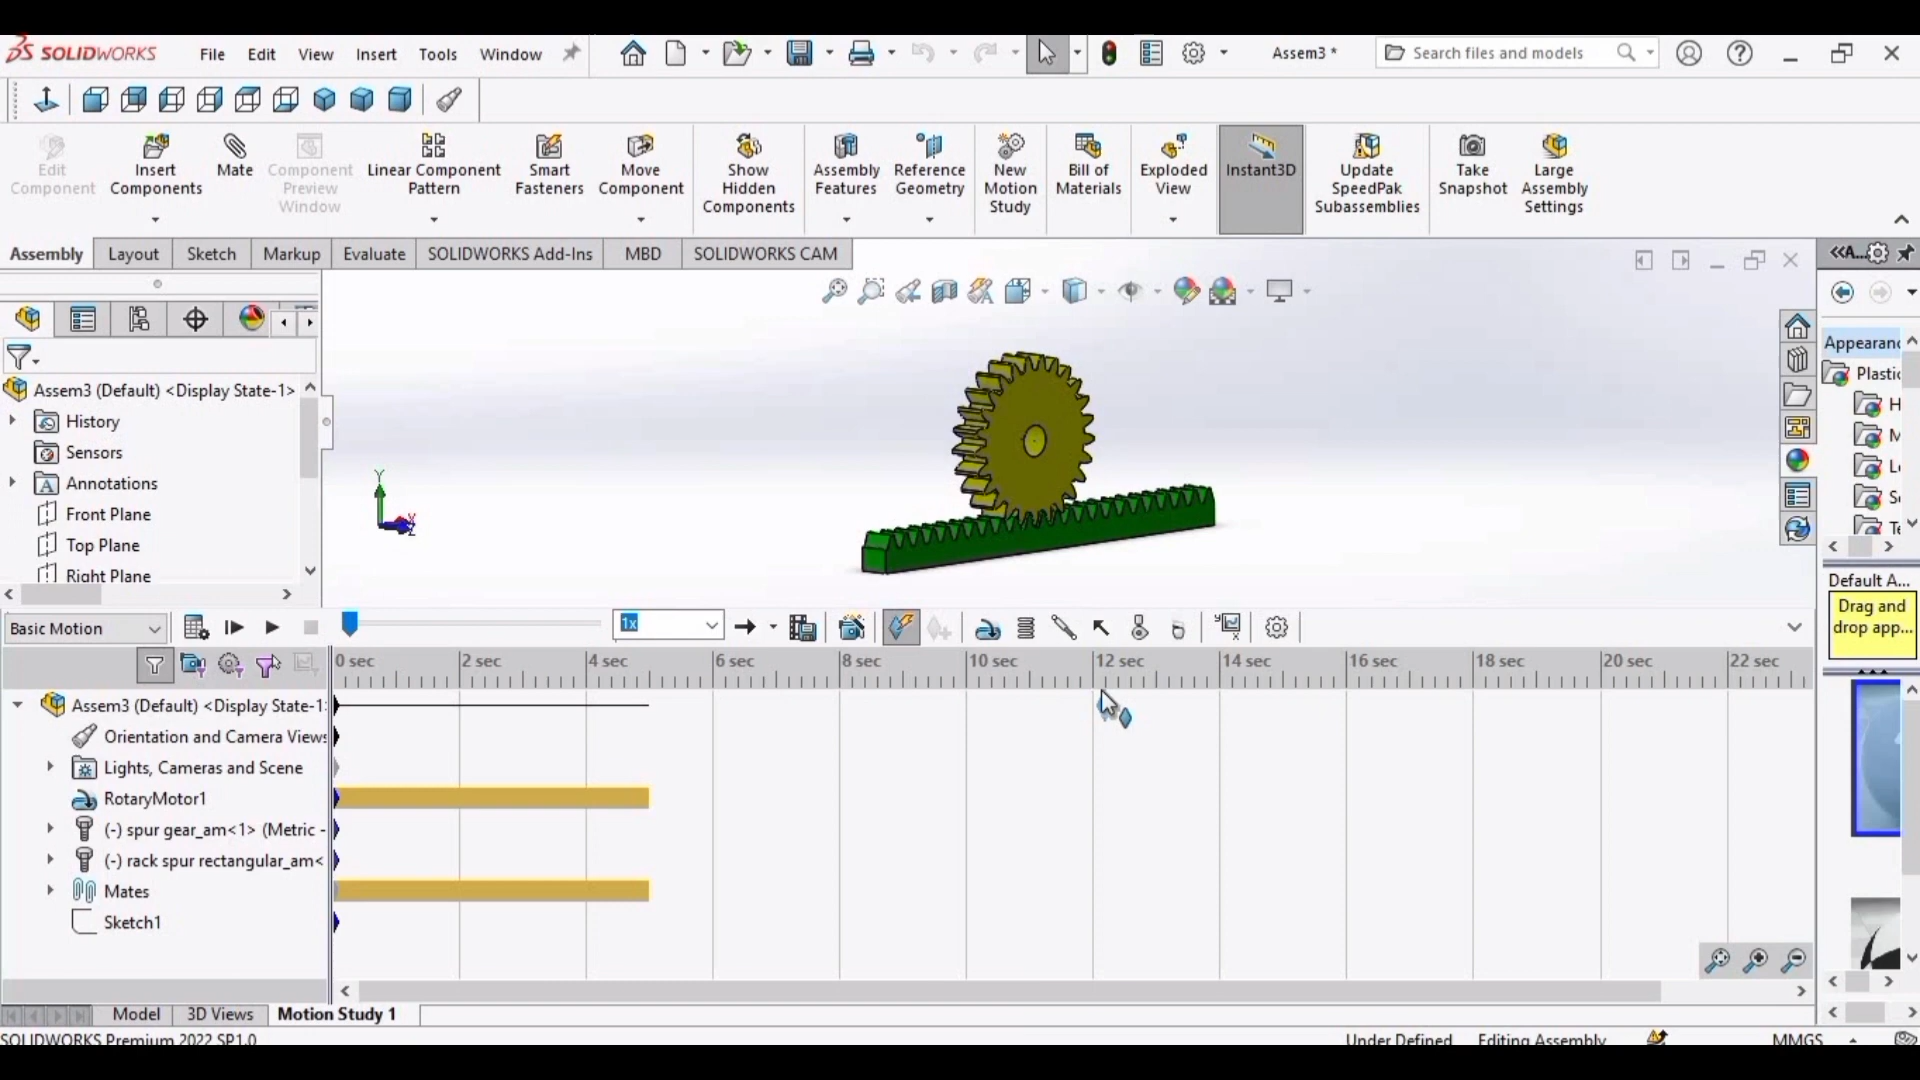 SOLIDWORKS File Edit View Insert Tools Window Assem3 * Search files and models
Edit Component
Insert Components
Mate
Component Preview Window
Linear Component Pattern
Smart Fasteners
Move Component
Show Hidden Components
Assembly Features
Reference Geometry
New Motion Study
Bill of Materials
Exploded View
Instant3D
Update SpeedPak Subassemblies
Take Snapshot
Large Assembly Settings
Assembly Layout Sketch Markup Evaluate SOLIDWORKS Add-Ins MBD SOLIDWORKS CAM
«A...
Appearanc
Plastic
Assem3 (Default) <Display State-1>
History
Sensors
Annotations
Front Plane
Top Plane
Right Plane
Y
X
Z
H
M
Default A...
Drag and
drop app...
Basic Motion 1x
0 sec 2 sec 4 sec 6 sec 8 sec 10 sec 12 sec 14 sec 16 sec 18 sec 20 sec 22 sec
Assem3 (Default) <Display State-1
Orientation and Camera Views
Lights, Cameras and Scene
RotaryMotor1
(-) spur gear_am<1> (Metric -
(-) rack spur rectangular_am<
Mates
Sketch1
Model 3D Views Motion Study 1
SOLIDWORKS Premium 2022 SP1.0 Under Defined Editing Assembly MMGS